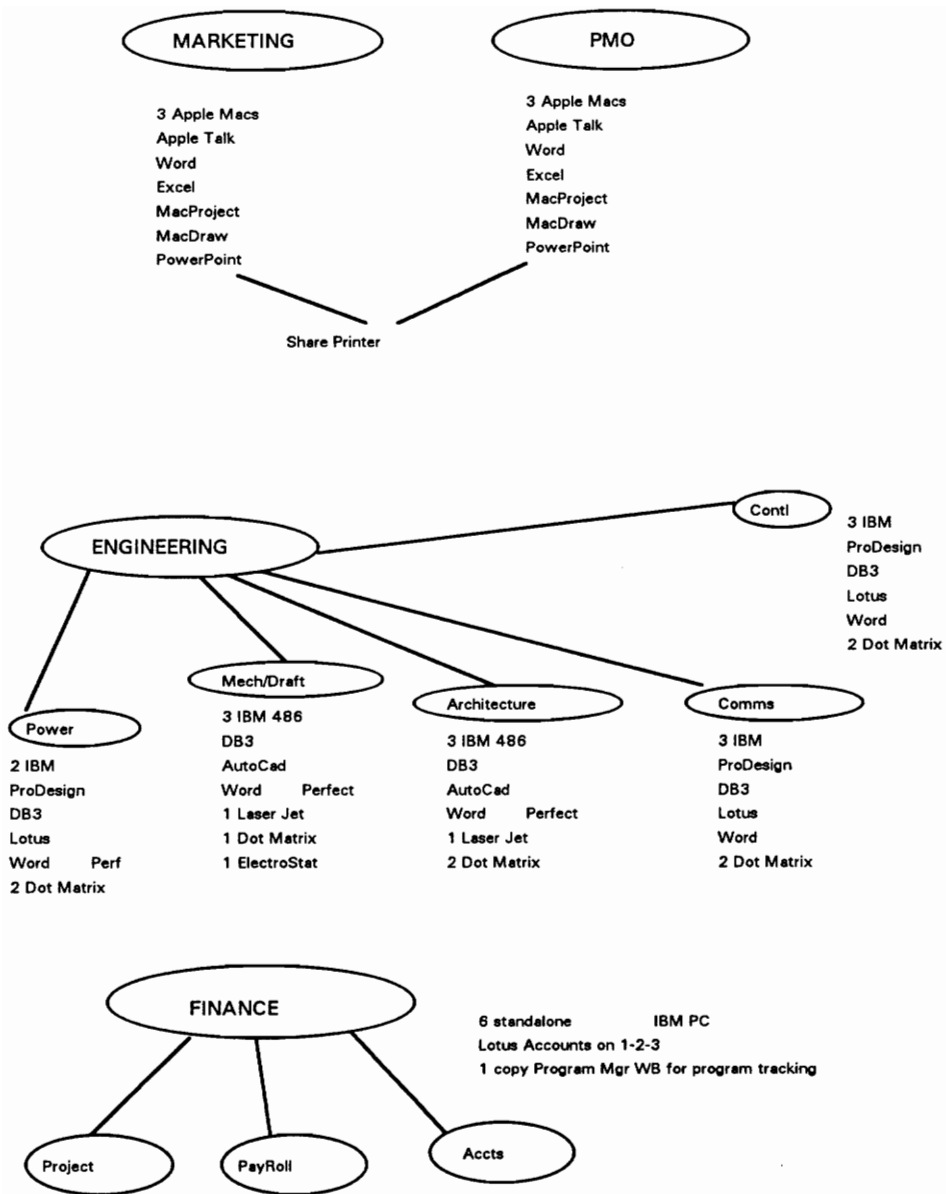 MARKETING
3 Apple Macs
Apple Talk
Word
Excel
MacProject
MacDraw
PowerPoint
PMO
3 Apple Macs
Apple Talk
Word
Excel
MacProject
MacDraw
PowerPoint
Share Printer
ENGINEERING
Contl
3 IBM
ProDesign
DB3
Lotus
Word
2 Dot Matrix
Power
2 IBM
ProDesign
DB3
Lotus
Word Perf
2 Dot Matrix
Mech/Draft
3 IBM 486
DB3
AutoCad
Word Perfect
1 Laser Jet
1 Dot Matrix
1 ElectroStat
Architecture
3 IBM 486
DB3
AutoCad
Word Perfect
1 Laser Jet
2 Dot Matrix
Comms
3 IBM
ProDesign
DB3
Lotus
Word
2 Dot Matrix
FINANCE
6 standalone IBM PC
Lotus Accounts on 1-2-3
1 copy Program Mgr WB for program tracking
Project
PayRoll
Accts